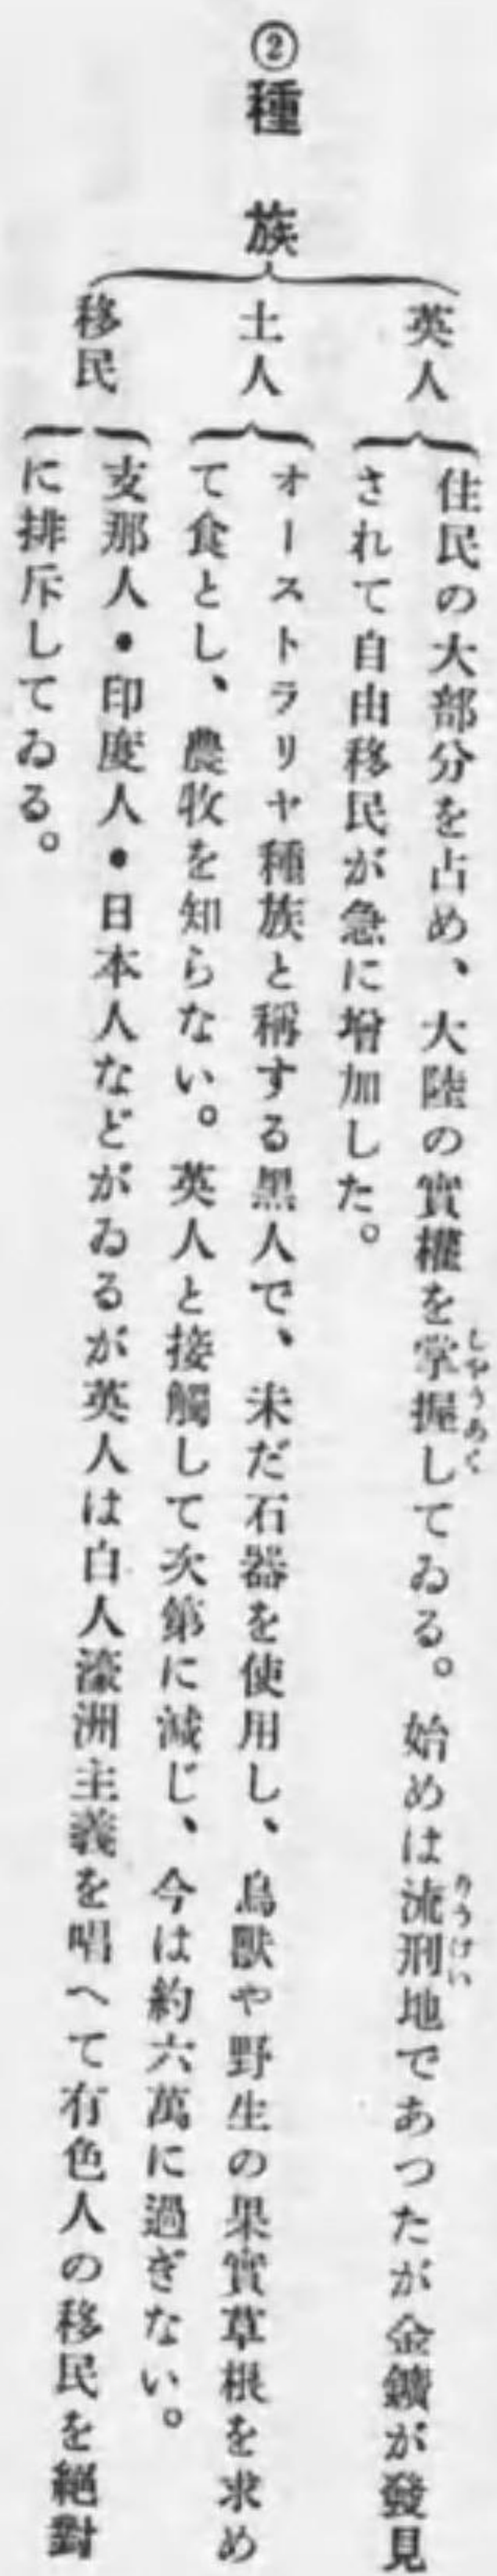 ②種族
英人
住民の大部分を占め、大陸の實權を掌握してゐる。始めは流刑地であつたが金鑛が發見
しやうあく
りうけい
されて自由移民が急に增加した。
土人
オーストラリヤ種族と稱する黑人で、未だ石器を使用し、鳥獸や野生の果實草根を求め
て食とし、農牧を知らない。英人と接觸して次第に減じ、今は約六萬に過ぎない。
移民
支那人・印度人・日本人などがゐるが英人は白人濠洲主義を唱へて有色人の移民を絕對
に排斥してゐる。